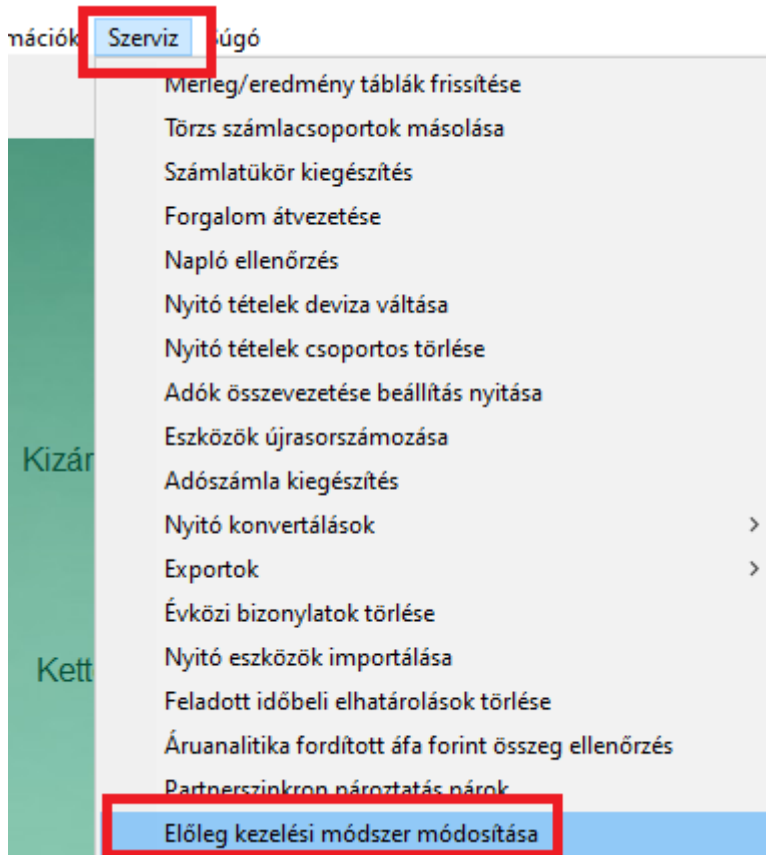 mációk Szerviz Súgó
Mérleg/eredmény táblák frissítése
Törzs számlacsoportok másolása
Számlatükör kiegészítés
Forgalom átvezetése
Napló ellenőrzés
Nyitó tételek deviza váltása
Nyitó tételek csoportos törlése
Adók összevezetése beállítás nyitása
Eszközök újrasorszámozása
Kizár
Adószámla kiegészítés
Nyitó konvertálások
Exportok
Évközi bizonylatok törlése
Nyitó eszközök importálása
Kett
Feladott időbeli elhatárolások törlése
Áruanalitika fordított áfa forint összeg ellenőrzés
Partnerszinkron pároztatás párok
Előleg kezelési módszer módosítása